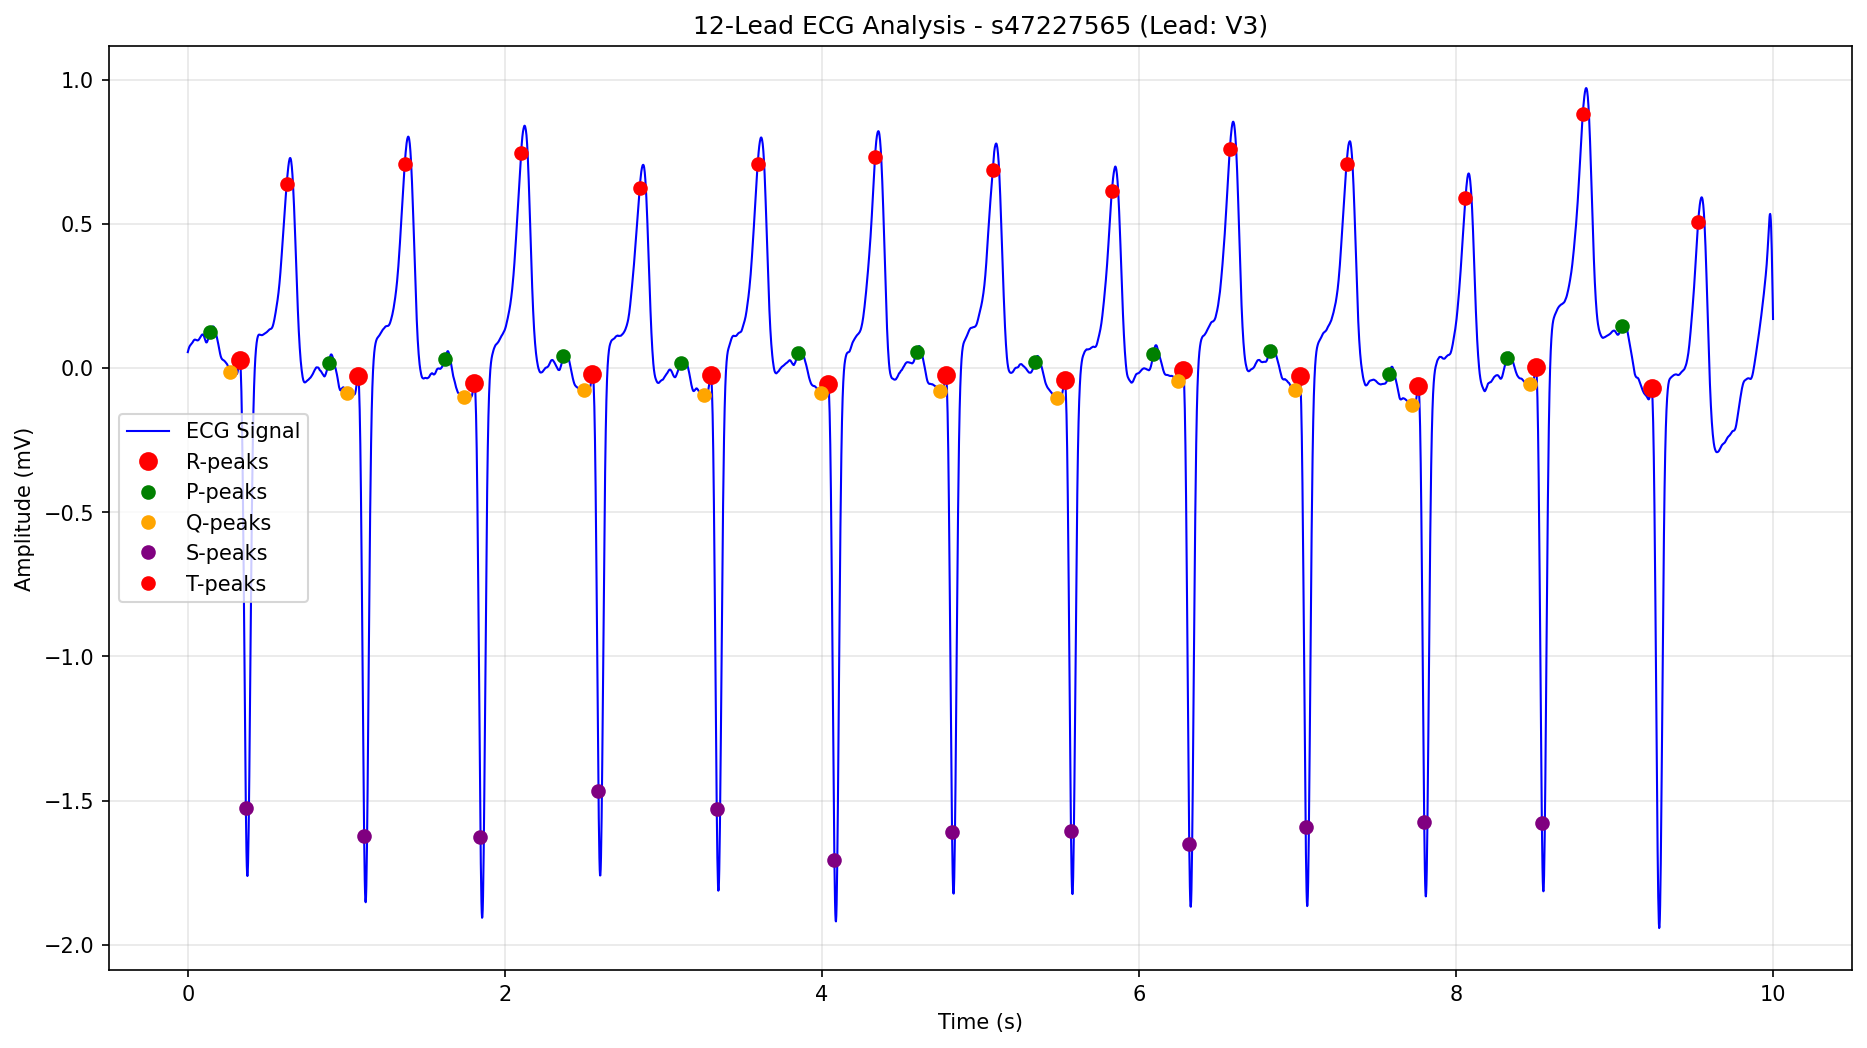 12-Lead ECG Analysis - s47227565 (Lead: V3)
1.0
0.5
0.0
−0.5
−1.0
−1.5
−2.0
Amplitude (mV)
ECG Signal
R-peaks
P-peaks
Q-peaks
S-peaks
T-peaks
0 2 4 6 8 10
Time (s)